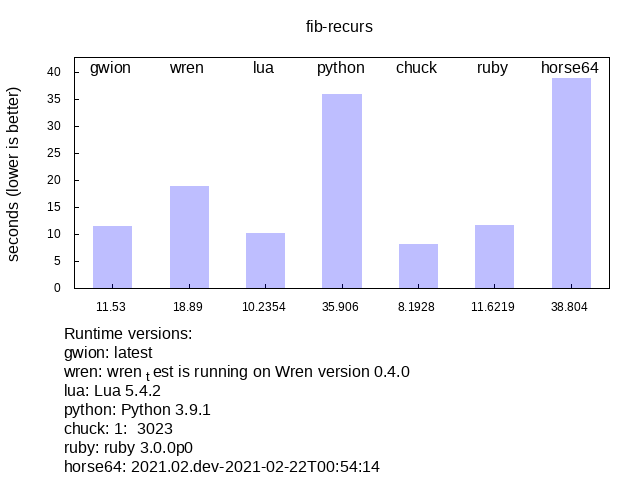 fib-recurs
gwion wren lua python chuck ruby horse64
seconds (lower is better)
40
35
30
25
20
15
10
5
0
11.53 18.89 10.2354 35.906 8.1928 11.6219 38.804
Runtime versions:
gwion: latest
wren: wren t est is running on Wren version 0.4.0
lua: Lua 5.4.2
python: Python 3.9.1
chuck: 1:  3023
ruby: ruby 3.0.0p0
horse64: 2021.02.dev-2021-02-22T00:54:14